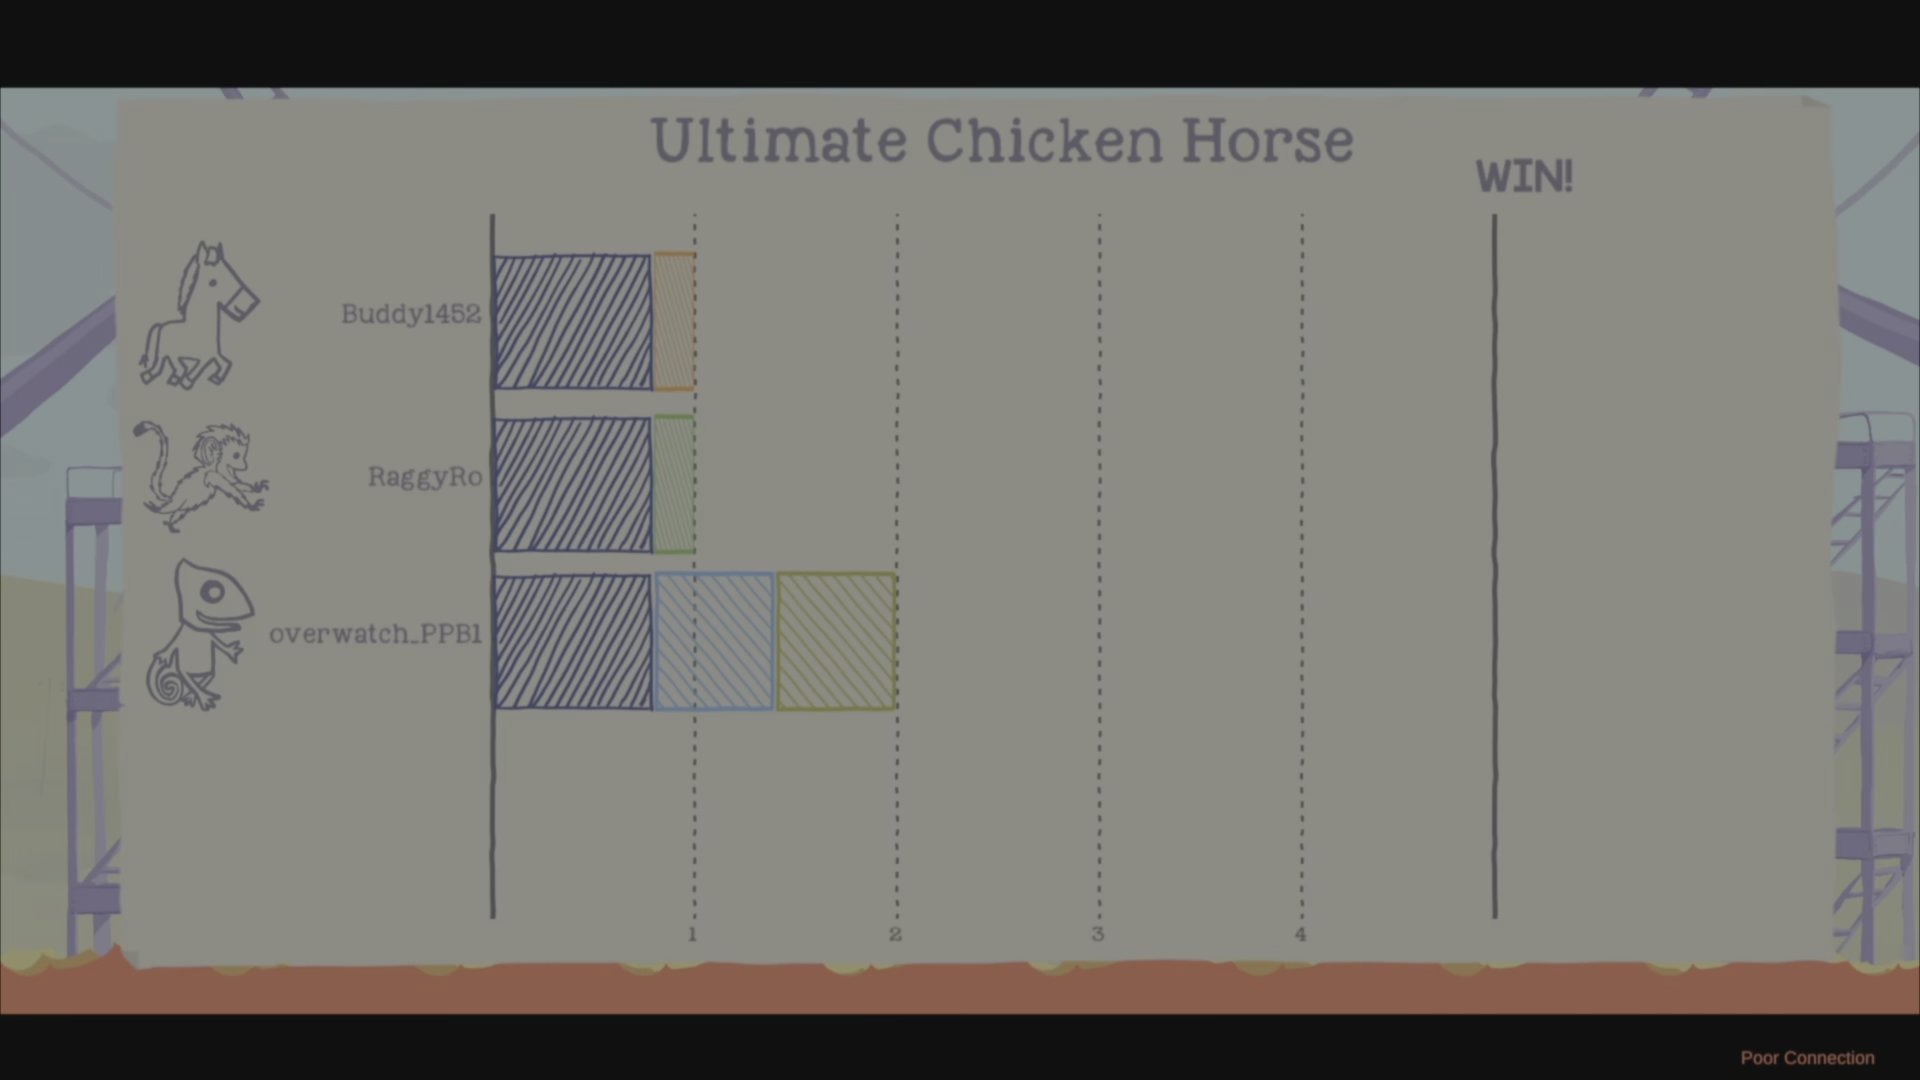 Ultimate Chicken Horse
WIN!
Buddy1452
RaggyRo
overwatch_PPB1
1 2 3 4
Poor Connection